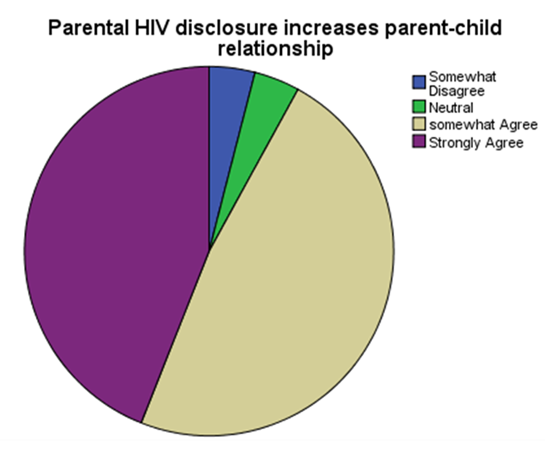 Parental HIV disclosure increases parent-child
relationship
Somewhat
Disagree
Neutral
somewhat Agree
Strongly Agree